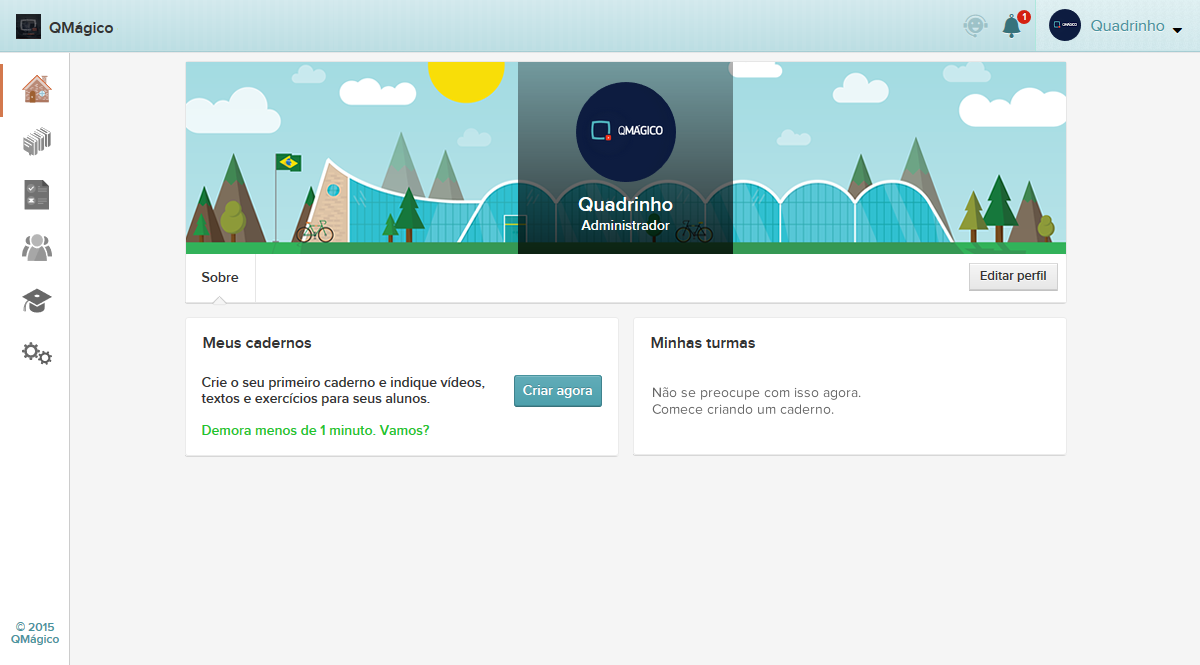 QMágico
1
Quadrinho
QMÁGICO
Quadrinho
Administrador
Sobre
Editar perfil
Meus cadernos
Crie o seu primeiro caderno e indique vídeos,
textos e exercícios para seus alunos.
Criar agora
Demora menos de 1 minuto. Vamos?
Minhas turmas
Não se preocupe com isso agora.
Comece criando um caderno.
© 2015
QMágico